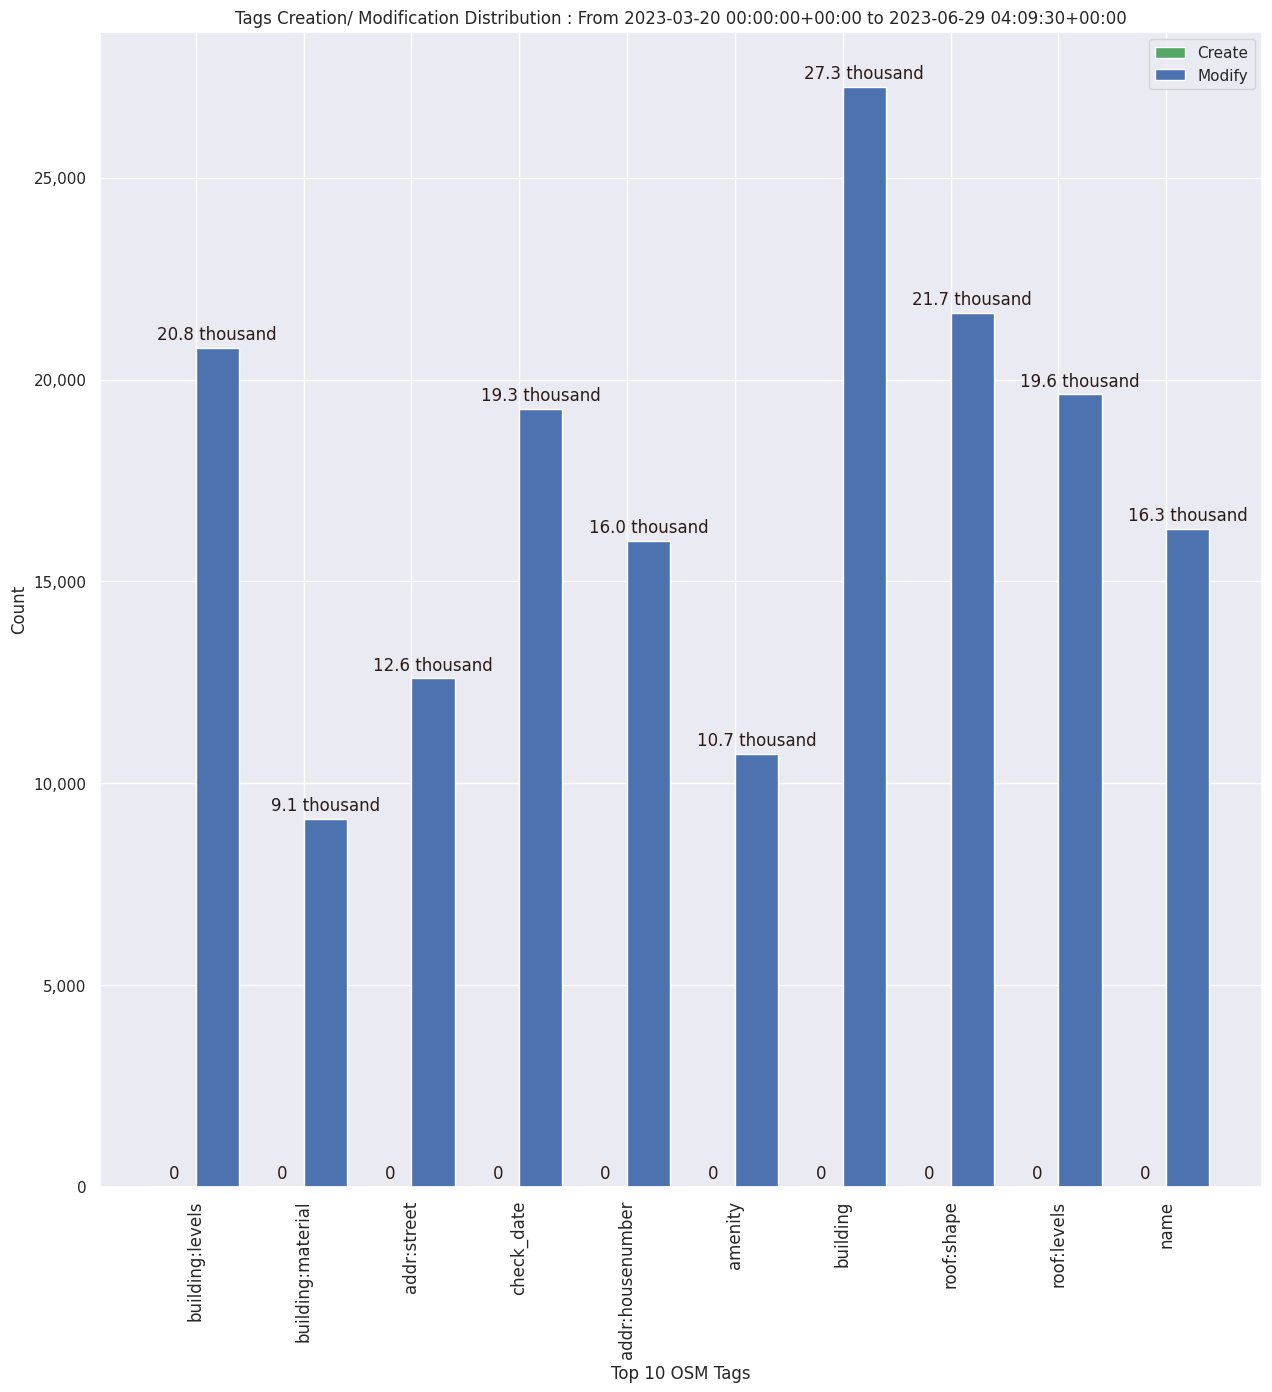 Tags Creation/ Modification Distribution : From 2023-03-20 00:00:00+00:00 to 2023-06-29 04:09:30+00:00
Create
Modify
27.3 thousand
21.7 thousand
20.8 thousand
19.6 thousand
19.3 thousand
16.3 thousand
16.0 thousand
12.6 thousand
10.7 thousand
9.1 thousand
0
0
0
0
0
0
0
0
0
0
25,000
20,000
15,000
10,000
5,000
0
Count
building:levels
building:material
addr:street
check_date
addr:housenumber
amenity
building
roof:shape
roof:levels
name
Top 10 OSM Tags